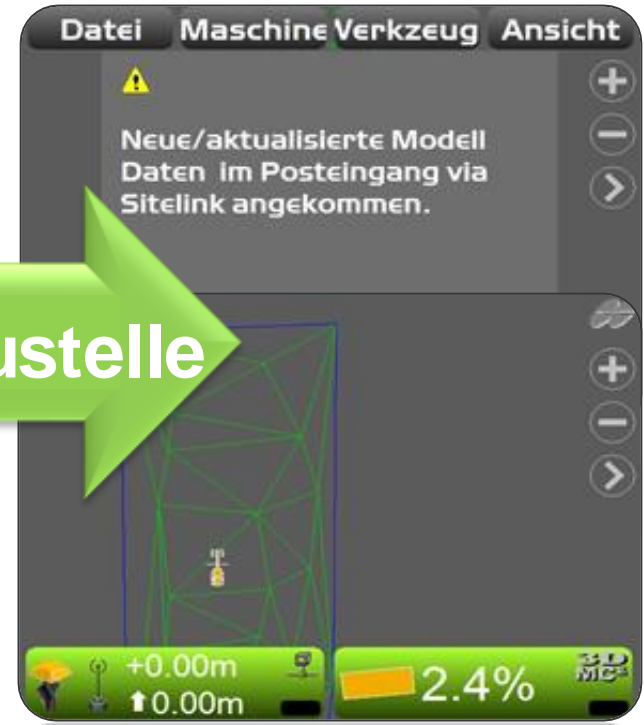 Datei Maschine Verkzeug Ansicht
Neue/aktualisierte Modell
Daten im Posteingang via
Sitelink angekommen.
ustelle
+0.00m
0.00m
2.4%
3D
MC²